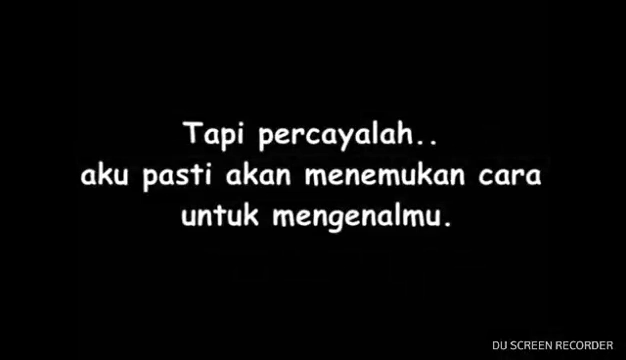 Tapi percayalah..
aku pasti akan menemukan cara
untuk mengenalmu.
DU SCREEN RECORDER